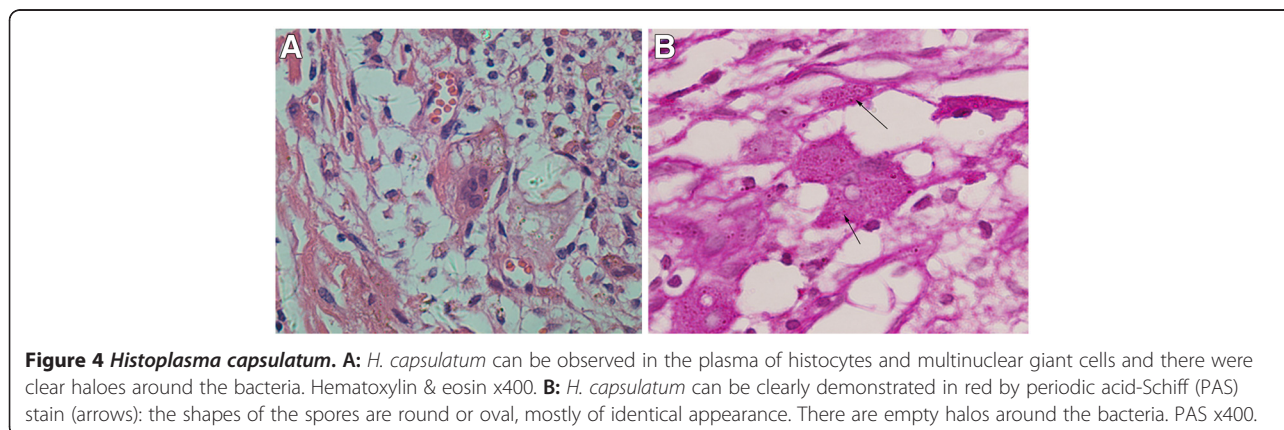 A
B
Figure 4 Histoplasma capsulatum. A: H. capsulatum can be observed in the plasma of histocytes and multinuclear giant cells and there were
clear haloes around the bacteria. Hematoxylin & eosin x400. B: H. capsulatum can be clearly demonstrated in red by periodic acid-Schiff (PAS)
stain (arrows): the shapes of the spores are round or oval, mostly of identical appearance. There are empty halos around the bacteria. PAS x400.